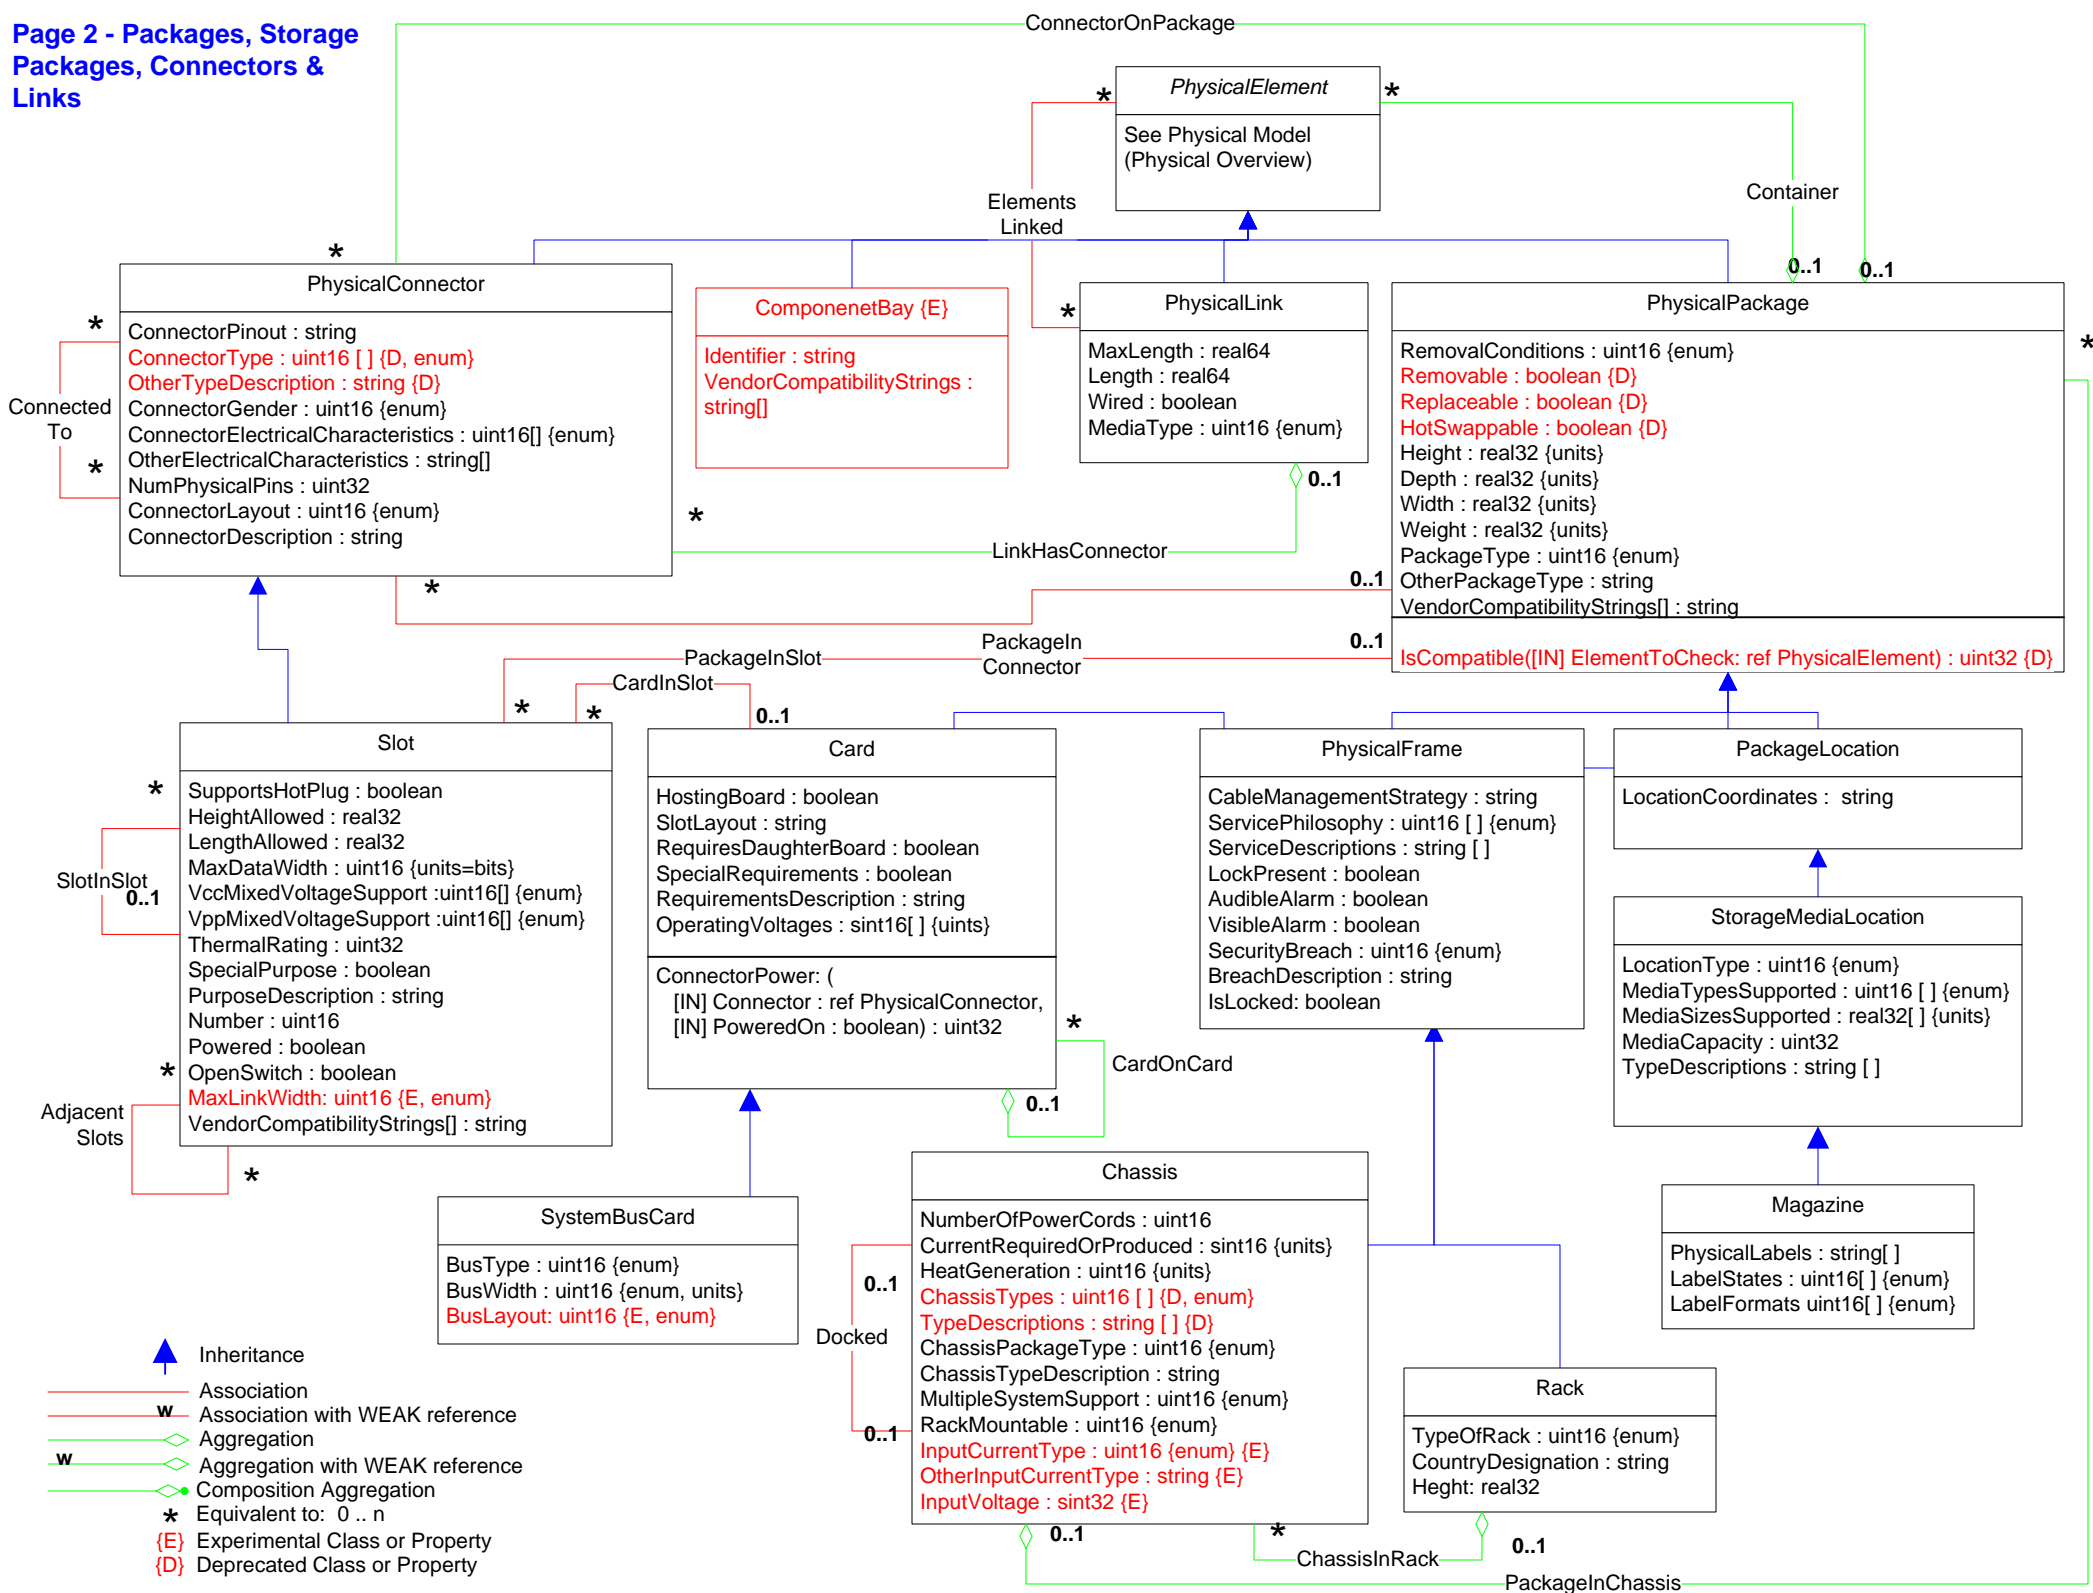 Page 2 - Packages, Storage
Packages, Connectors &
Links
ConnectorOnPackage
PhysicalElement
See Physical Model
(Physical Overview)
*
*
Elements
Linked
Container
*
0..1
0..1
PhysicalConnector
ConnectorPinout : string
ConnectorType : uint16 [ ] {D, enum}
OtherTypeDescription : string {D}
ConnectorGender : uint16 {enum}
ConnectorElectricalCharacteristics : uint16[] {enum}
OtherElectricalCharacteristics : string[]
NumPhysicalPins : uint32
ConnectorLayout : uint16 {enum}
ConnectorDescription : string
*
Connected
To
*
ComponenetBay {E}
Identifier : string
VendorCompatibilityStrings :
string[]
*
PhysicalLink
MaxLength : real64
Length : real64
Wired : boolean
MediaType : uint16 {enum}
0..1
*
LinkHasConnector
PhysicalPackage
RemovalConditions : uint16 {enum}
Removable : boolean {D}
Replaceable : boolean {D}
HotSwappable : boolean {D}
Height : real32 {units}
Depth : real32 {units}
Width : real32 {units}
Weight : real32 {units}
PackageType : uint16 {enum}
OtherPackageType : string
VendorCompatibilityStrings[] : string
IsCompatible([IN] ElementToCheck: ref PhysicalElement) : uint32 {D}
*
*
0..1
PackageIn
Connector
0..1
PackageInSlot
CardInSlot
*
*
0..1
Slot
SupportsHotPlug : boolean
HeightAllowed : real32
LengthAllowed : real32
MaxDataWidth : uint16 {units=bits}
VccMixedVoltageSupport :uint16[] {enum}
VppMixedVoltageSupport :uint16[] {enum}
ThermalRating : uint32
SpecialPurpose : boolean
PurposeDescription : string
Number : uint16
Powered : boolean
OpenSwitch : boolean
MaxLinkWidth: uint16 {E, enum}
VendorCompatibilityStrings[] : string
*
SlotInSlot
0..1
*
Adjacent
Slots
*
Card
HostingBoard : boolean
SlotLayout : string
RequiresDaughterBoard : boolean
SpecialRequirements : boolean
RequirementsDescription : string
OperatingVoltages : sint16[ ] {uints}
ConnectorPower: (
[IN] Connector : ref PhysicalConnector,
[IN] PoweredOn : boolean) : uint32
*
CardOnCard
0..1
PhysicalFrame
CableManagementStrategy : string
ServicePhilosophy : uint16 [ ] {enum}
ServiceDescriptions : string [ ]
LockPresent : boolean
AudibleAlarm : boolean
VisibleAlarm : boolean
SecurityBreach : uint16 {enum}
BreachDescription : string
IsLocked: boolean
PackageLocation
LocationCoordinates :  string
StorageMediaLocation
LocationType : uint16 {enum}
MediaTypesSupported : uint16 [ ] {enum}
MediaSizesSupported : real32[ ] {units}
MediaCapacity : uint32
TypeDescriptions : string [ ]
Magazine
PhysicalLabels : string[ ]
LabelStates : uint16[ ] {enum}
LabelFormats uint16[ ] {enum}
SystemBusCard
BusType : uint16 {enum}
BusWidth : uint16 {enum, units}
BusLayout: uint16 {E, enum}
Chassis
NumberOfPowerCords : uint16
CurrentRequiredOrProduced : sint16 {units}
HeatGeneration : uint16 {units}
ChassisTypes : uint16 [ ] {D, enum}
TypeDescriptions : string [ ] {D}
ChassisPackageType : uint16 {enum}
ChassisTypeDescription : string
MultipleSystemSupport : uint16 {enum}
RackMountable : uint16 {enum}
InputCurrentType : uint16 {enum} {E}
OtherInputCurrentType : string {E}
InputVoltage : sint32 {E}
0..1
Docked
0..1
Rack
TypeOfRack : uint16 {enum}
CountryDesignation : string
Heght: real32
0..1
*
ChassisInRack
0..1
PackageInChassis
Inheritance
Association
w
Association with WEAK reference
Aggregation
w
Aggregation with WEAK reference
Composition Aggregation
* Equivalent to:  0 .. n
{E} Experimental Class or Property
{D} Deprecated Class or Property